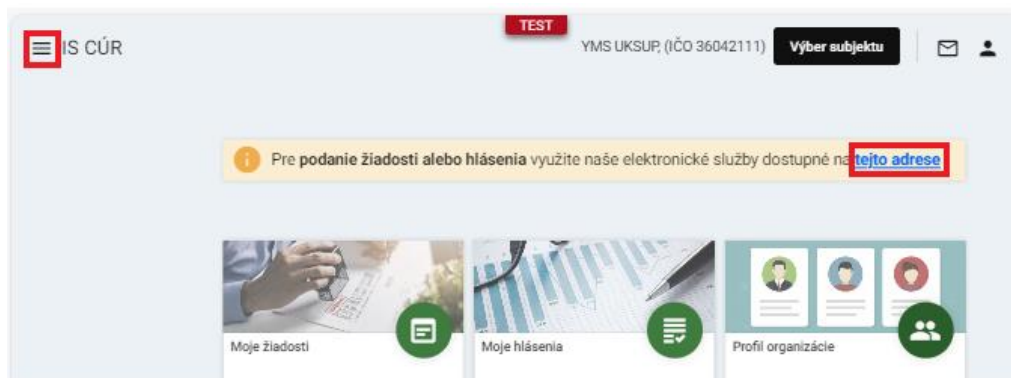 TEST
IS CÚR
YMS UKSUP, (IČO 36042111)
Výber subjektu
Pre podanie žiadosti alebo hlásenia využite naše elektronické služby dostupné na tejto adrese
Moje žiadosti
Moje hlásenia
Profil organizácie